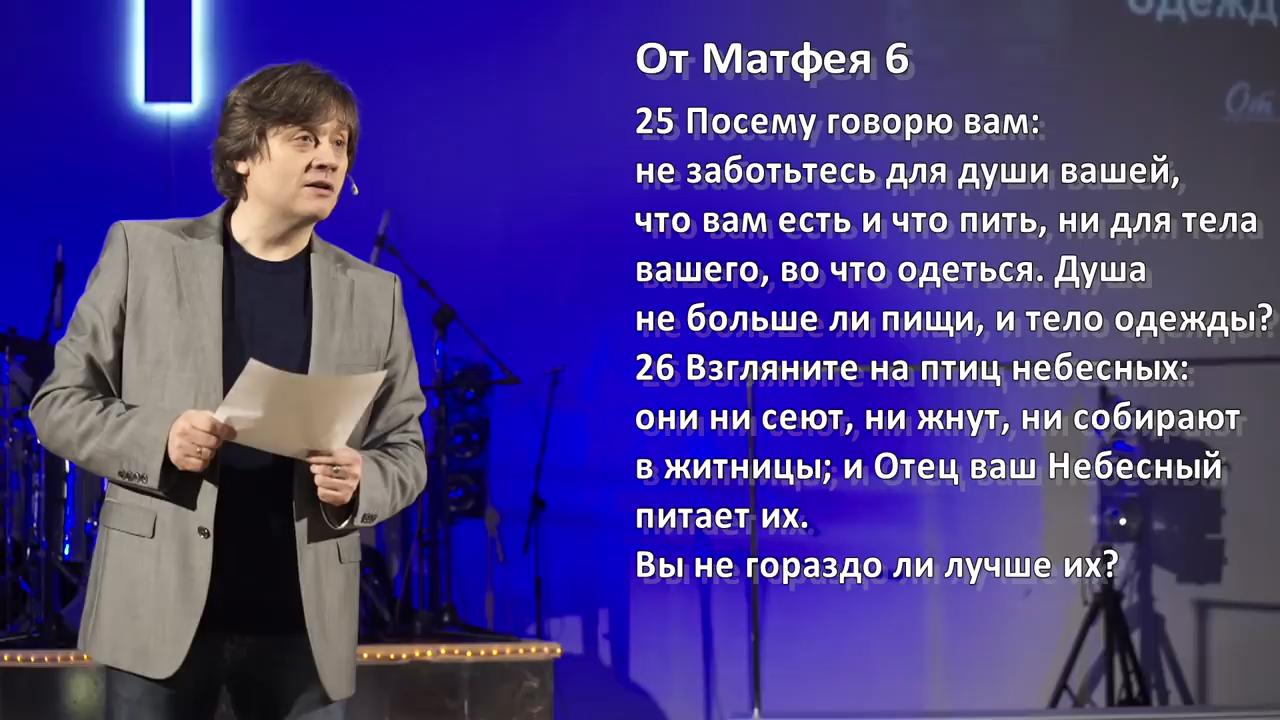 От Матфея 6
25 Посему говорю вам:
не заботьтесь для души вашей,
что вам есть и что пить, ни для тела
вашего, во что одеться. Душа
не больше ли пищи, и тело одежды?
26 Взгляните на птиц небесных:
они ни сеют, ни жнут, ни собирают
в житницы; и Отец ваш Небесный
питает их.
Вы не гораздо ли лучше их?